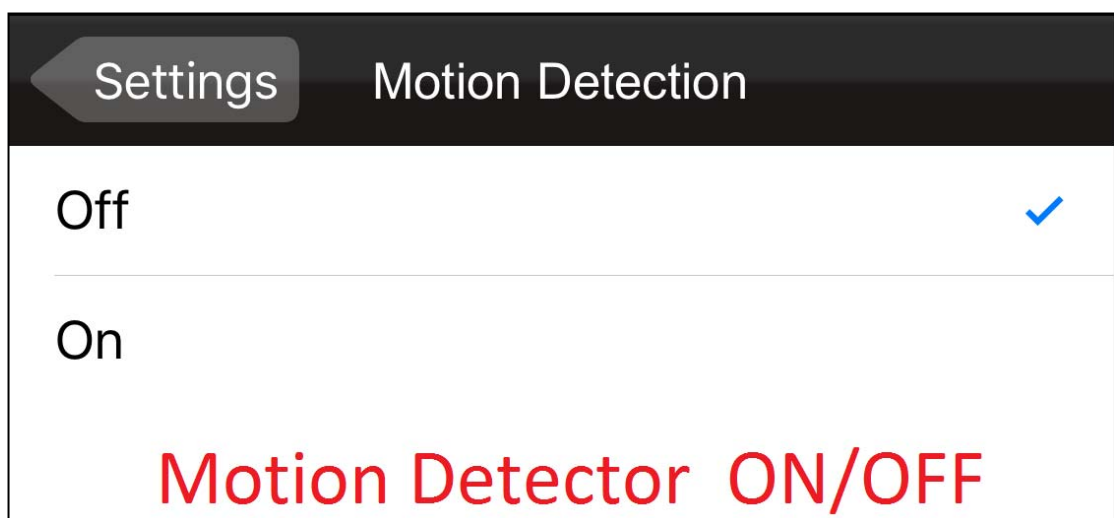 Settings Motion Detection
Off
On
Motion Detector ON/OFF